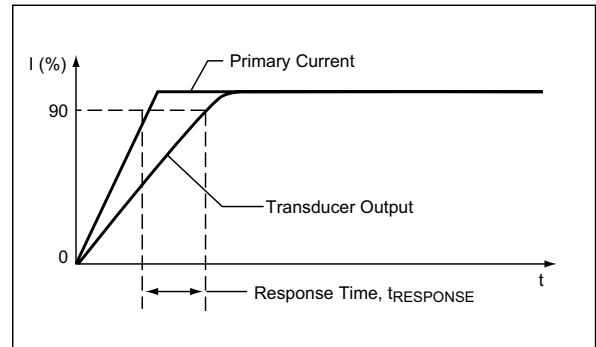 I (%)
Primary Current
90
Transducer Output
0
t
Response Time, tRESPONSE